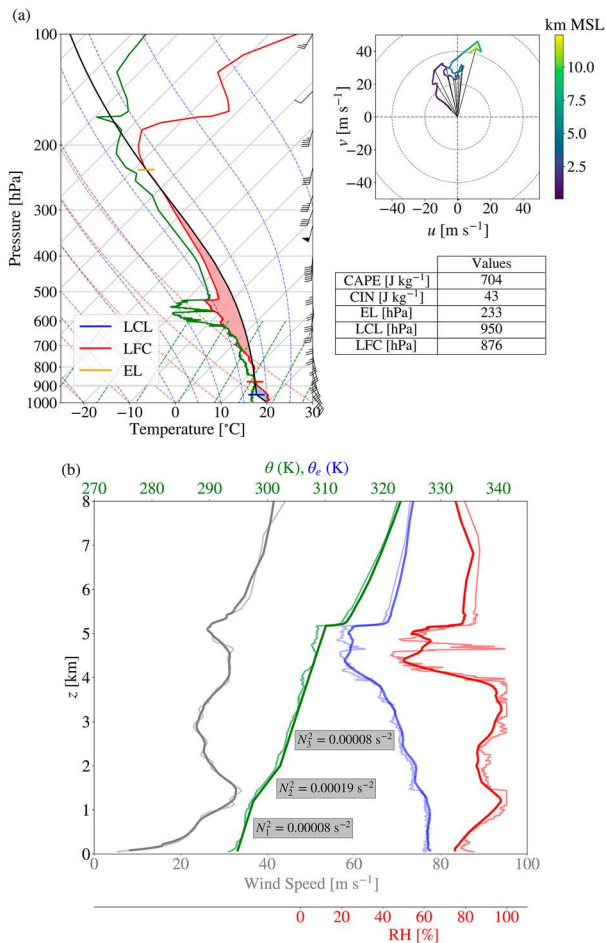 (a)
km MSL
100
200
300
400
500
600
700
800
900
1000
Pressure [hPa]
LCL
LFC
EL
−20
−10
0
10
20
30
Temperature [°C]
40
20
0
−20
−40
v [m s⁻¹]
−40
−20
0
20
40
u [m s⁻¹]
10.0
7.5
5.0
2.5
Values
CAPE [J kg⁻¹] 704
CIN [J kg⁻¹] 43
EL [hPa] 233
LCL [hPa] 950
LFC [hPa] 876
(b)
θ (K), θe (K)
270 280 290 300 310 320 330 340
8
7
6
5
4
3
2
1
0
z [km]
N₃² = 0.00008 s⁻²
N₂² = 0.00019 s⁻²
N₁² = 0.00008 s⁻²
0 20 40 60 80 100
Wind Speed [m s⁻¹]
0 20 40 60 80 100
RH [%]